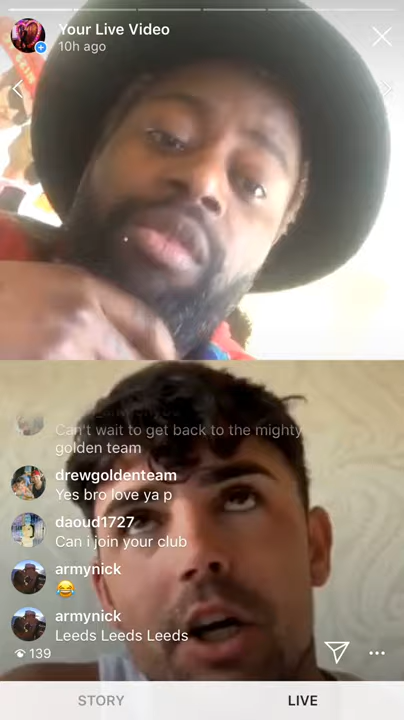 Your Live Video
10h ago
Can't wait to get back to the mighty
golden team
drewgoldenteam
Yes bro love ya p
daoud1727
Can i join your club
armynick
😂
armynick
Leeds Leeds Leeds
139
STORY
LIVE